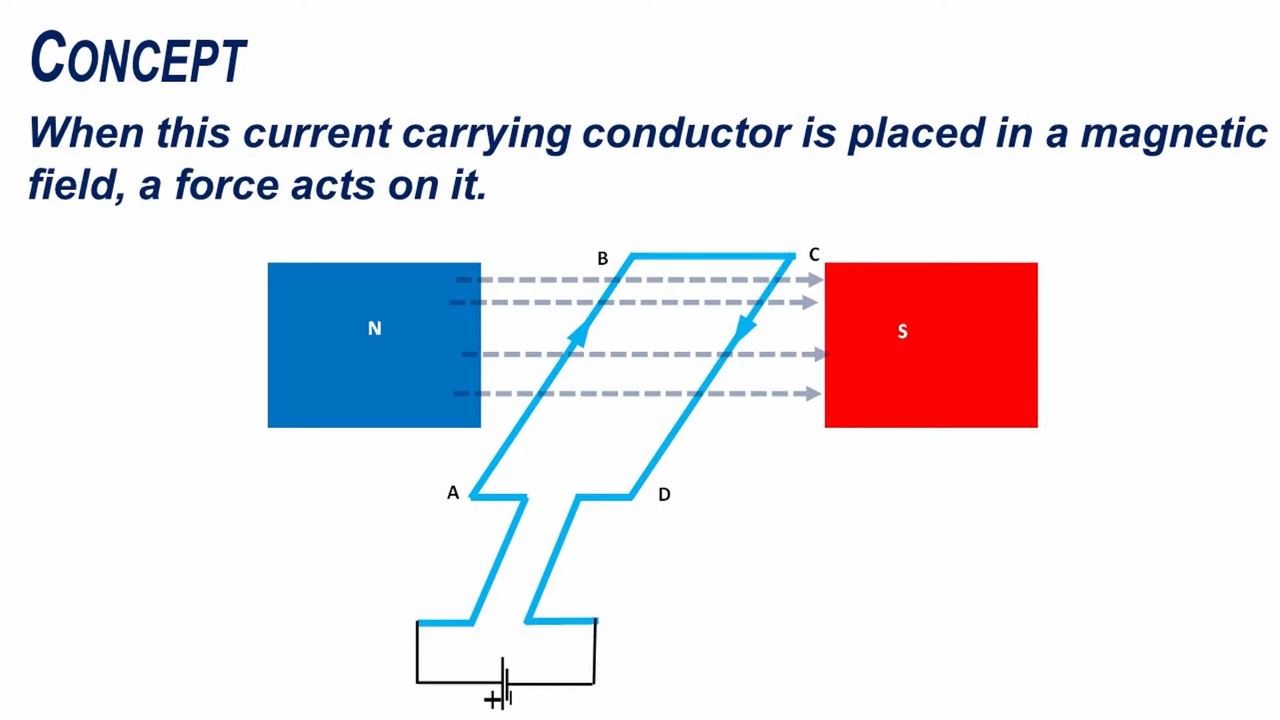 CONCEPT
When this current carrying conductor is placed in a magnetic
field, a force acts on it.
B
C
N
S
A
D
+